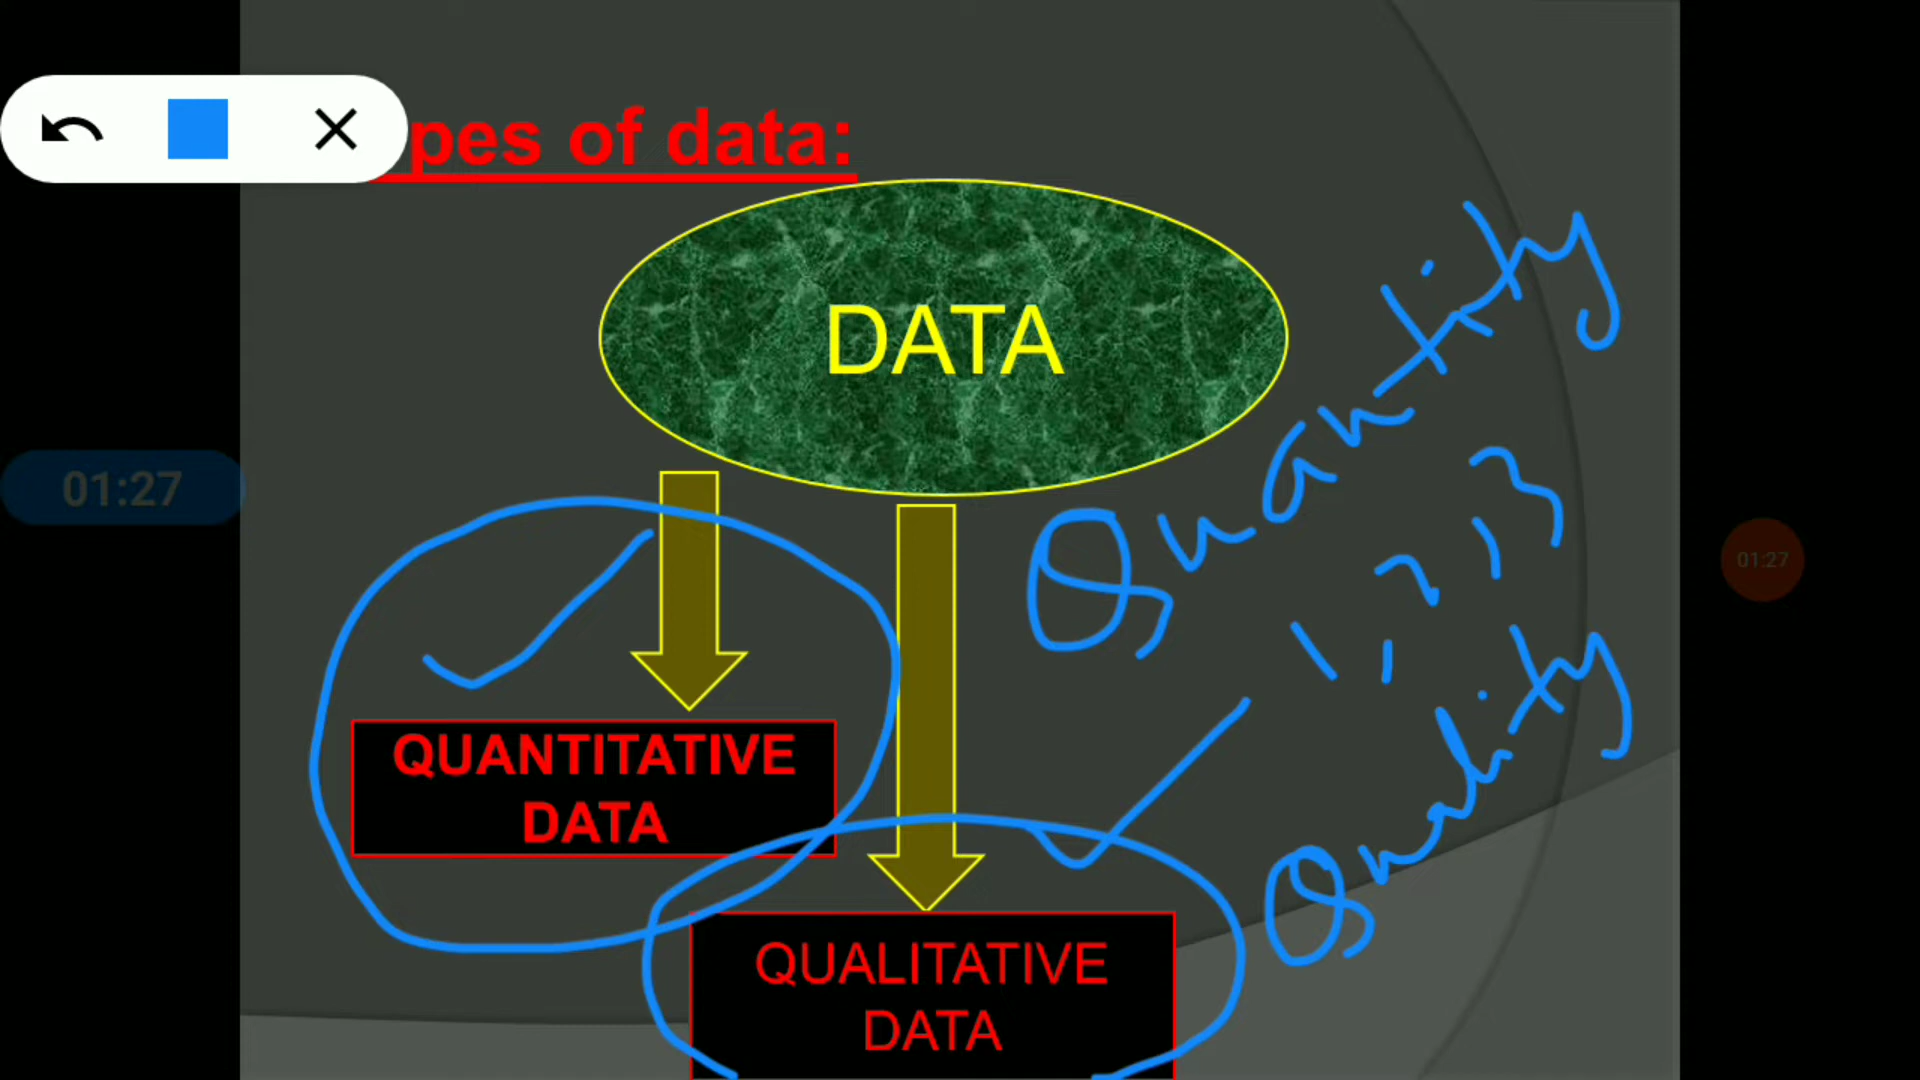 pes of data:
DATA
Quantity
01:27
01:27
1, 2, 3
QUANTITATIVE
DATA
Quality
QUALITATIVE
DATA